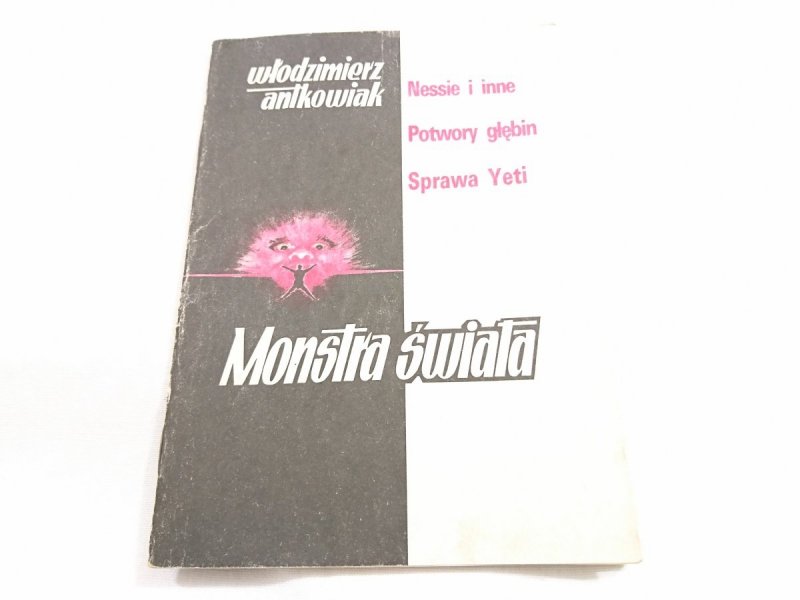 włodzimierz
antkowiak
Nessie i inne
Potwory głębin
Sprawa Yeti
Monstra świata